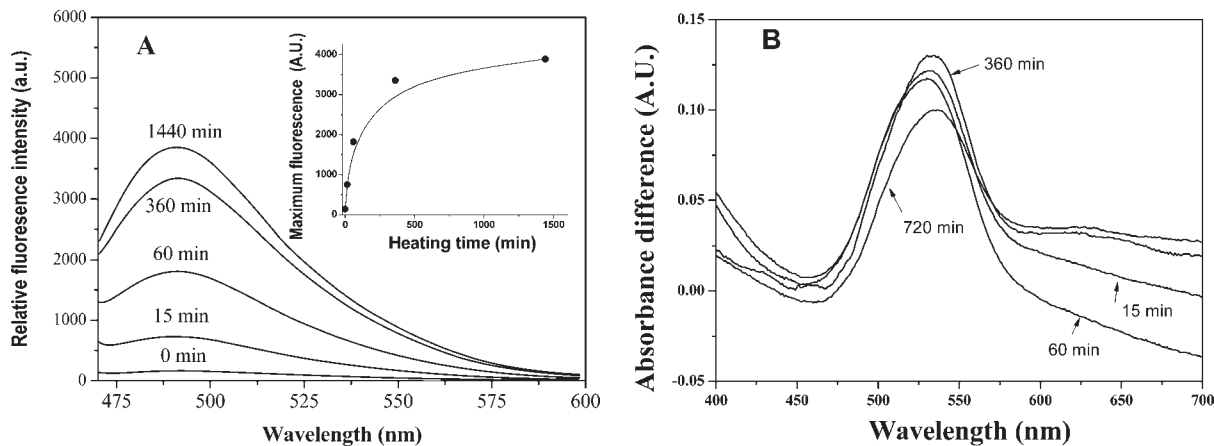 A
Relative fluoresence intensity (a.u.)
6000
5000
4000
3000
2000
1000
0
1440 min
360 min
60 min
15 min
0 min
475
500
525
550
575
600
Wavelength (nm)
Maximum fluorescence (A.U.)
4000
3000
2000
1000
0
0
500
1000
1500
Heating time (min)
B
Absorbance difference (A.U.)
0.15
0.10
0.05
0.00
-0.05
360 min
720 min
15 min
60 min
400
450
500
550
600
650
700
Wavelength (nm)